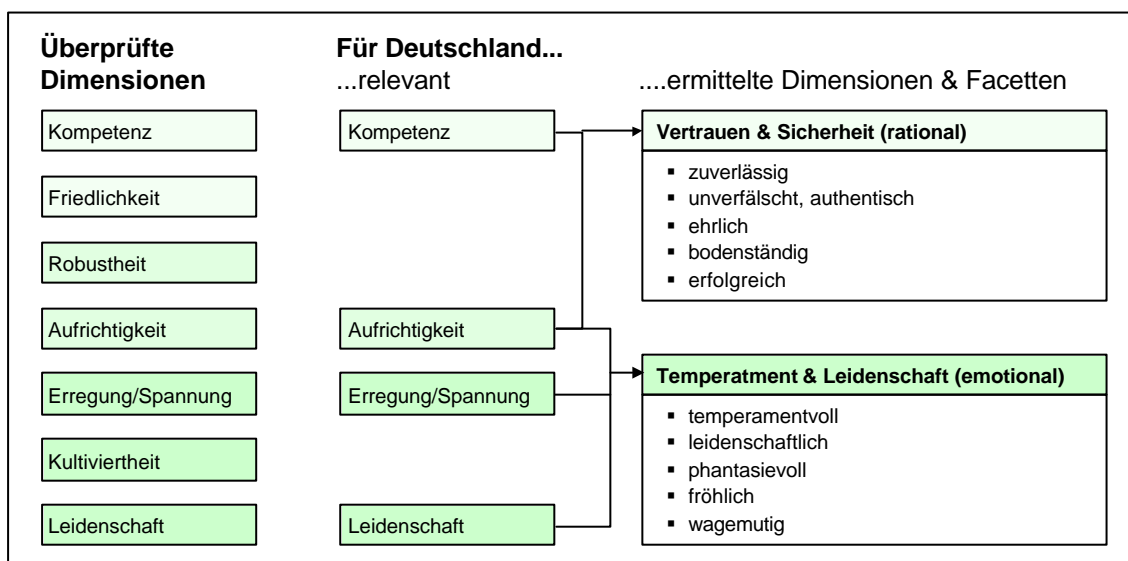 Überprüfte
Dimensionen
Für Deutschland...
...relevant
....ermittelte Dimensionen & Facetten
Kompetenz
Friedlichkeit
Robustheit
Aufrichtigkeit
Erregung/Spannung
Kultiviertheit
Leidenschaft
Kompetenz
Aufrichtigkeit
Erregung/Spannung
Leidenschaft
Vertrauen & Sicherheit (rational)
▪ zuverlässig
▪ unverfälscht, authentisch
▪ ehrlich
▪ bodenständig
▪ erfolgreich
Temperatment & Leidenschaft (emotional)
▪ temperamentvoll
▪ leidenschaftlich
▪ phantasievoll
▪ fröhlich
▪ wagemutig